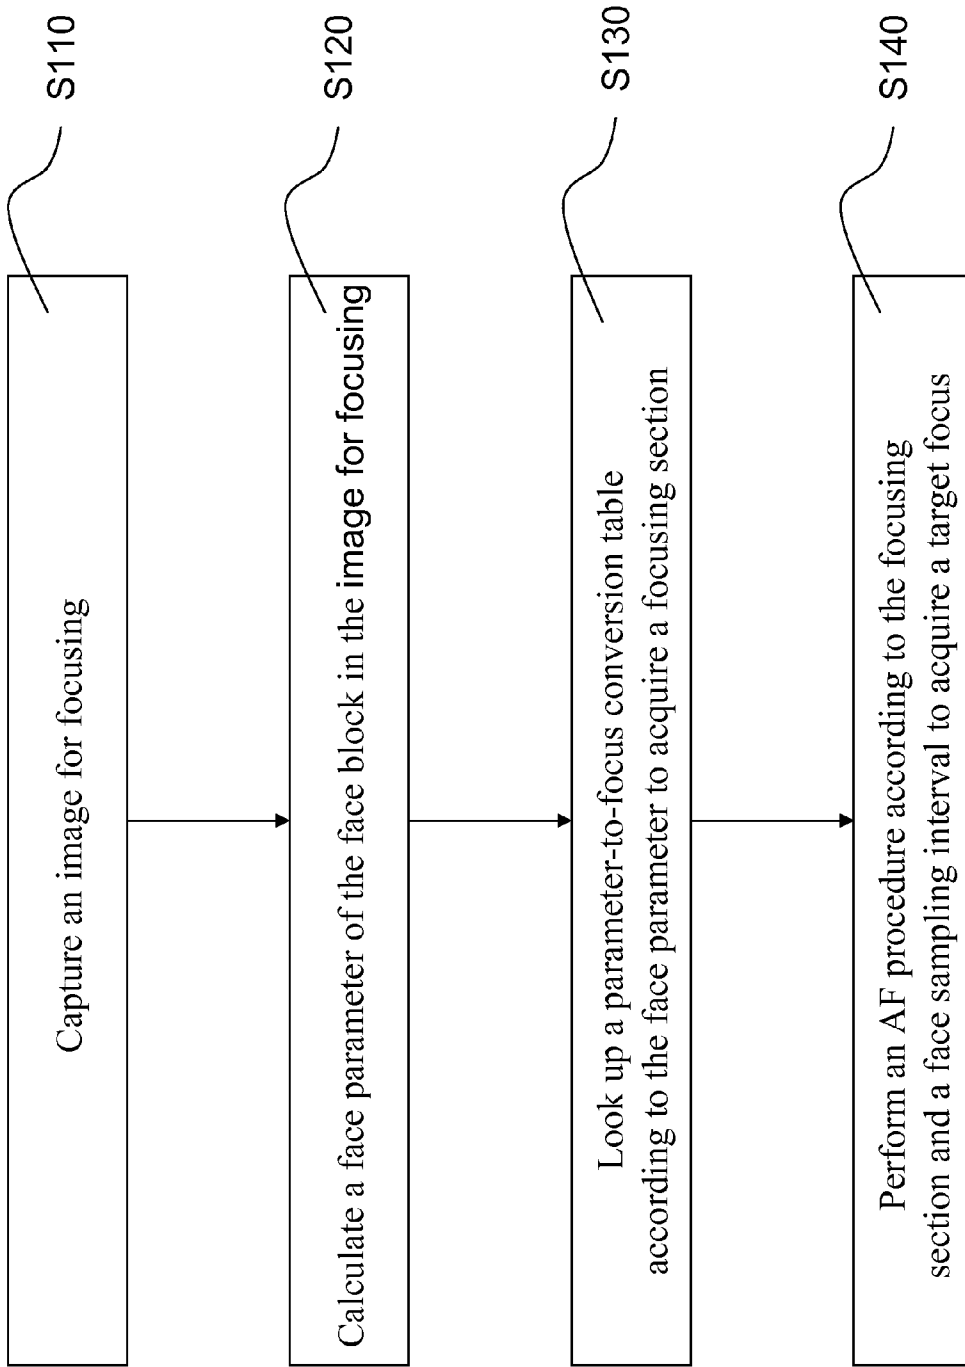 Capture an image for focusing
S110
Calculate a face parameter of the face block in the image for focusing
S120
Look up a parameter-to-focus conversion table
according to the face parameter to acquire a focusing section
S130
Perform an AF procedure according to the focusing
section and a face sampling interval to acquire a target focus
S140